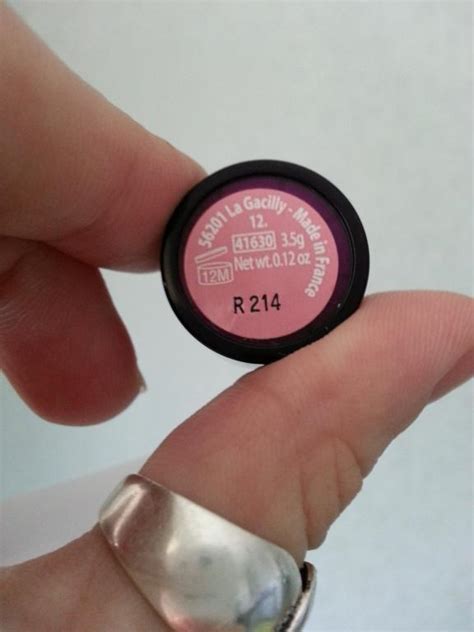 56201 La Gacilly - Made in France
12.
41630 3.5g
12M Net wt.0.12 oz
R 214